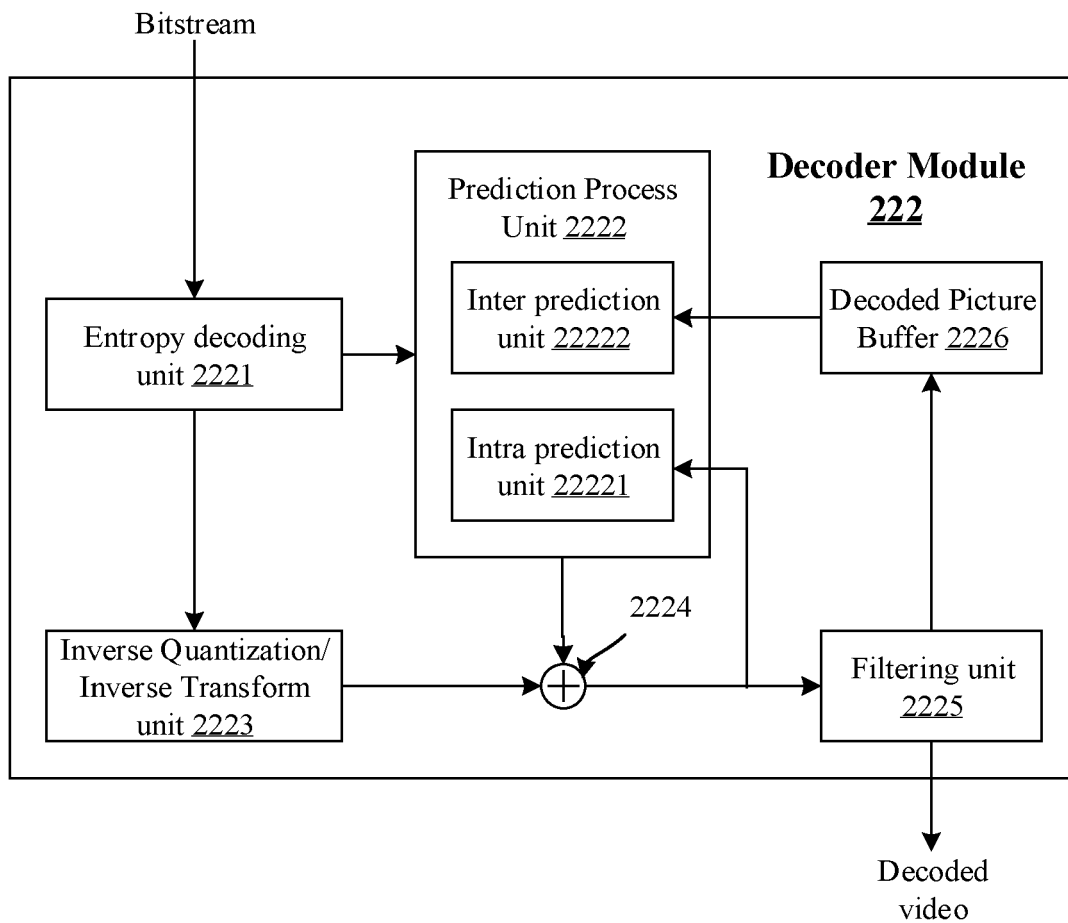 Bitstream
Decoder Module
222
Prediction Process
Unit 2222
Inter prediction
unit 22222
Decoded Picture
Buffer 2226
Entropy decoding
unit 2221
Intra prediction
unit 22221
2224
Inverse Quantization/
Inverse Transform
unit 2223
Filtering unit
2225
Decoded
video